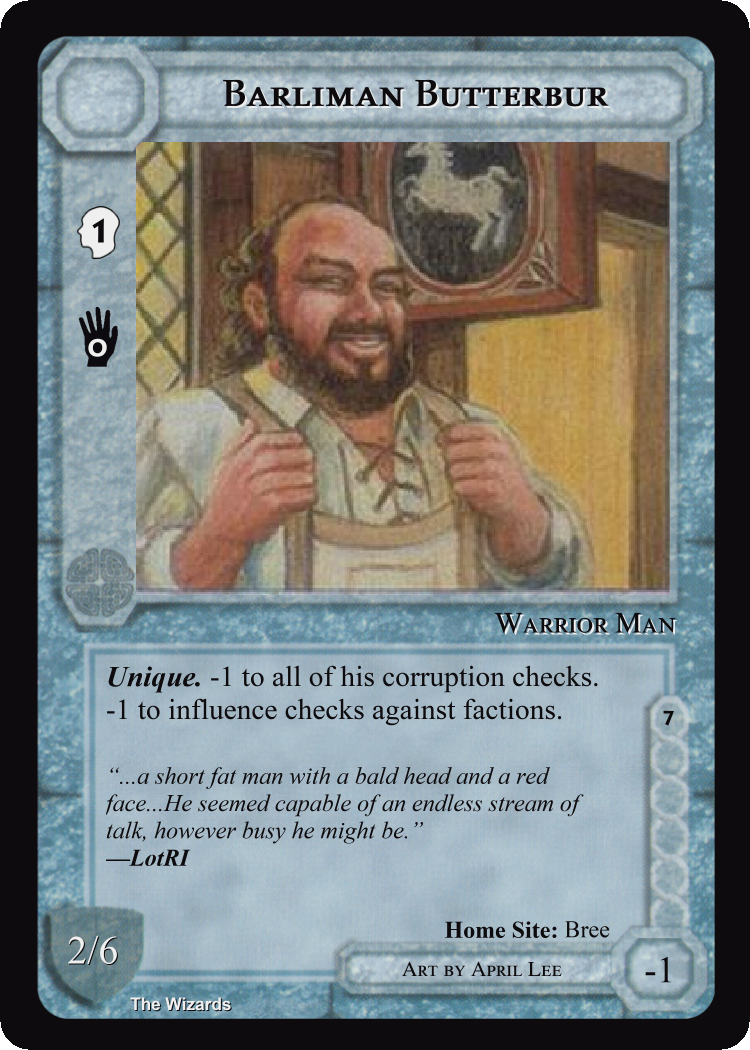 Barliman Butterbur
1
0
Warrior Man
Unique. -1 to all of his corruption checks.
-1 to influence checks against factions.
7
“...a short fat man with a bald head and a red
face...He seemed capable of an endless stream of
talk, however busy he might be.”
—LotRI
Home Site: Bree
2/6
Art by April Lee
-1
The Wizards